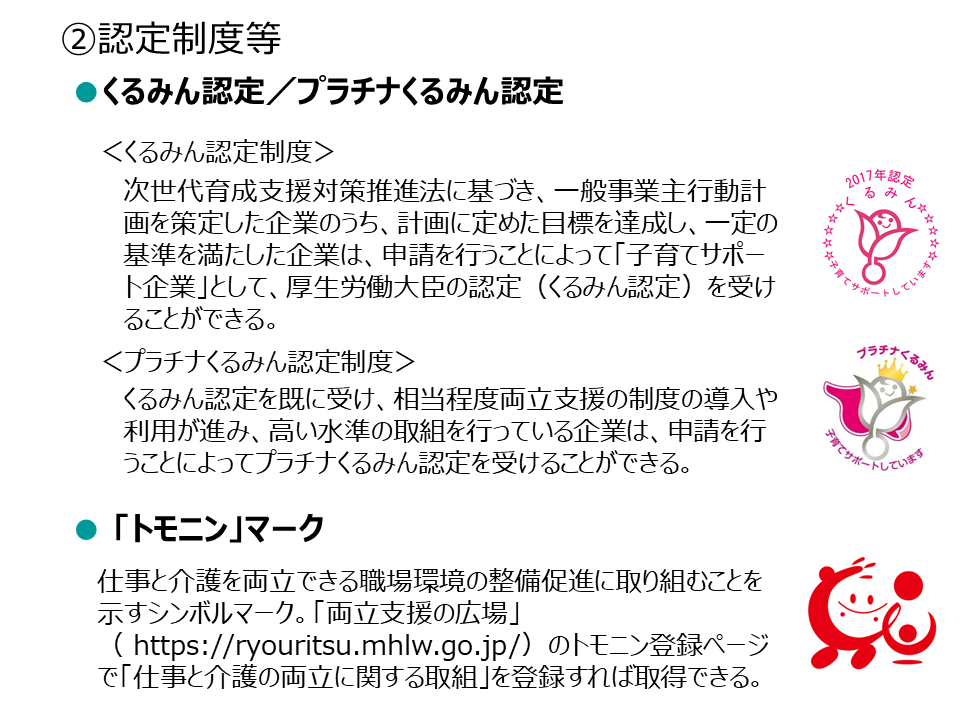 ②認定制度等
●くるみん認定／プラチナくるみん認定
＜くるみん認定制度＞
次世代育成支援対策推進法に基づき、一般事業主行動計
画を策定した企業のうち、計画に定めた目標を達成し、一定の
基準を満たした企業は、申請を行うことによって「子育てサポー
ト企業」として、厚生労働大臣の認定（くるみん認定）を受け
ることができる。
2017年認定
くるみん
☆☆☆☆子育てサポートしています☆☆☆☆
＜プラチナくるみん認定制度＞
くるみん認定を既に受け、相当程度両立支援の制度の導入や
利用が進み、高い水準の取組を行っている企業は、申請を行
うことによってプラチナくるみん認定を受けることができる。
プラチナくるみん
子育てサポートしています
●「トモニン」マーク
仕事と介護を両立できる職場環境の整備促進に取り組むことを
示すシンボルマーク。「両立支援の広場」
（ https://ryouritsu.mhlw.go.jp/）のトモニン登録ページ
で「仕事と介護の両立に関する取組」を登録すれば取得できる。